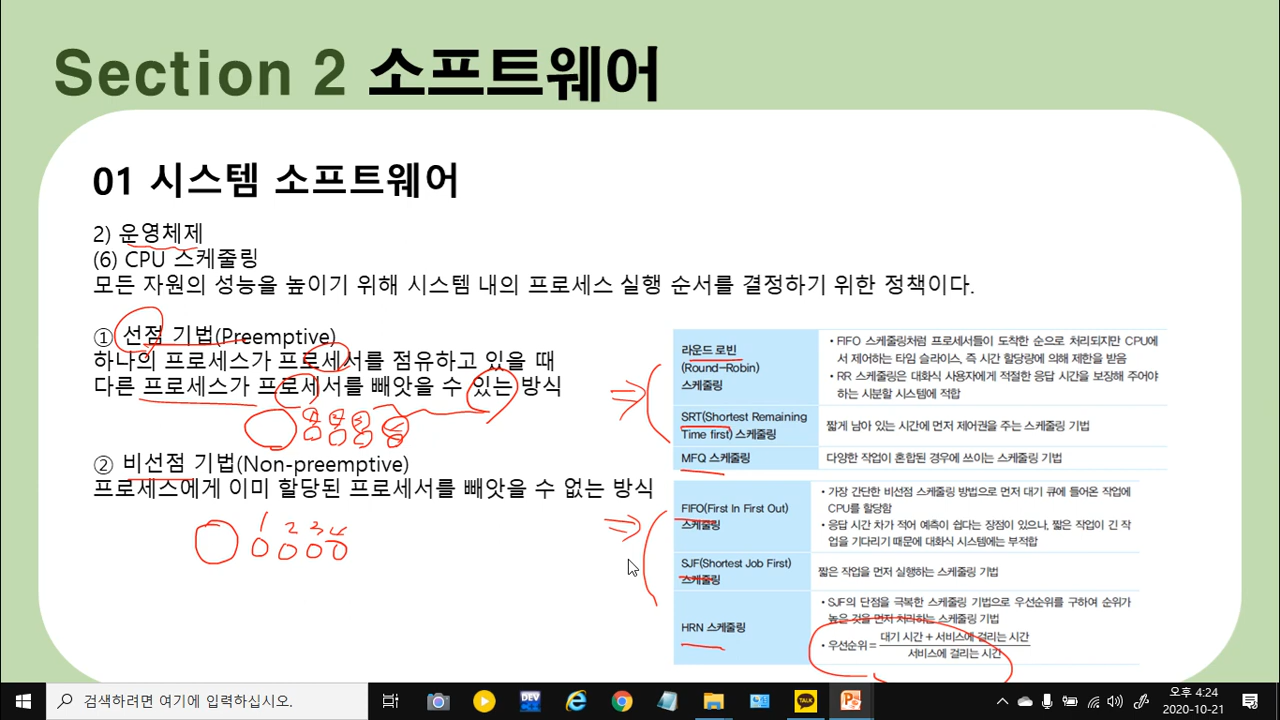 Section 2 소프트웨어
01 시스템 소프트웨어
2) 운영체제
(6) CPU 스케줄링
모든 자원의 성능을 높이기 위해 시스템 내의 프로세스 실행 순서를 결정하기 위한 정책이다.
① 선점 기법(Preemptive)
하나의 프로세스가 프로세서를 점유하고 있을 때
다른 프로세스가 프로세서를 빼앗을 수 있는 방식
② 비선점 기법(Non-preemptive)
프로세스에게 이미 할당된 프로세서를 빼앗을 수 없는 방식
1 2 3 4
라운드 로빈
(Round-Robin)
스케줄링
• FIFO 스케줄링처럼 프로세서들이 도착한 순으로 처리되지만 CPU에
서 제어하는 타임 슬라이스, 즉 시간 할당량에 의해 제한을 받음
• RR 스케줄링은 대화식 사용자에게 적절한 응답 시간을 보장해 주어야
하는 시분할 시스템에 적합
SRT(Shortest Remaining
Time first) 스케줄링
짧게 남아 있는 시간에 먼저 제어권을 주는 스케줄링 기법
MFQ 스케줄링
다양한 작업이 혼합된 경우에 쓰이는 스케줄링 기법
FIFO(First In First Out)
스케줄링
• 가장 간단한 비선점 스케줄링 방법으로 먼저 대기 큐에 들어온 작업에
CPU를 할당함
• 응답 시간 차가 적어 예측이 쉽다는 장점이 있으나, 짧은 작업이 긴 작
업을 기다리기 때문에 대화식 시스템에는 부적합
SJF(Shortest Job First)
스케줄링
짧은 작업을 먼저 실행하는 스케줄링 기법
HRN 스케줄링
• SJF의 단점을 극복한 스케줄링 기법으로 우선순위를 구하여 순위가
높은 것을 먼저 처리하는 스케줄링 기법
• 우선순위 = 대기 시간 + 서비스에 걸리는 시간
서비스에 걸리는 시간
검색하려면 여기에 입력하십시오.
DEV
TALK
오후 4:24
2020-10-21